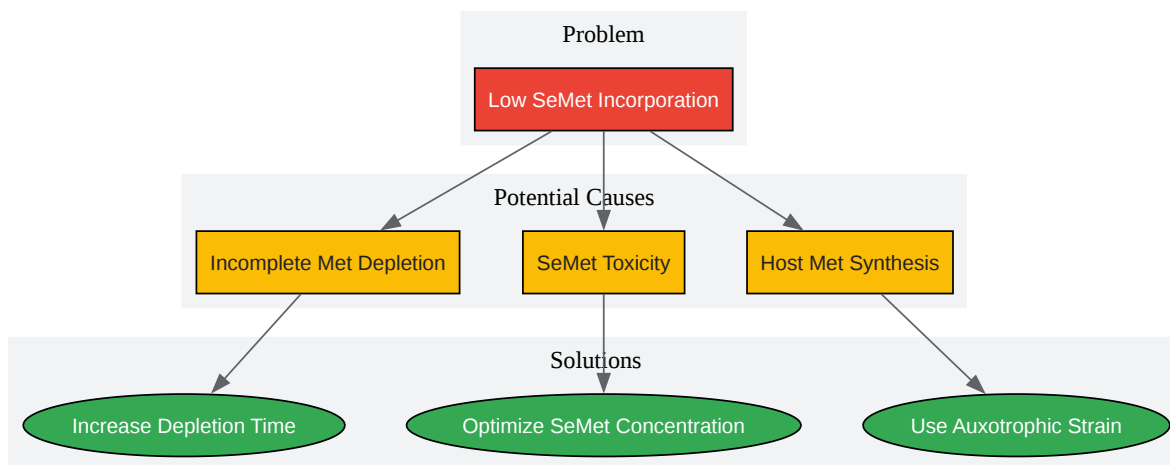 Problem
Low SeMet Incorporation
Potential Causes
Incomplete Met Depletion
SeMet Toxicity
Host Met Synthesis
Solutions
Increase Depletion Time
Optimize SeMet Concentration
Use Auxotrophic Strain